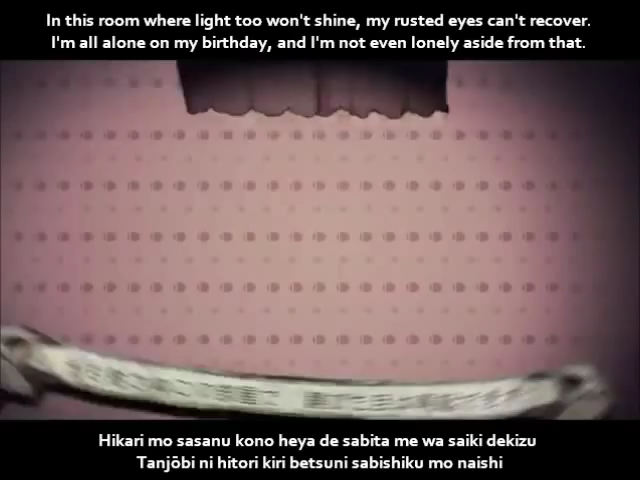 In this room where light too won't shine, my rusted eyes can't recover.
I'm all alone on my birthday, and I'm not even lonely aside from that.
Hikari mo sasanu kono heya de sabita me wa saiki dekizu
Tanjōbi ni hitori kiri betsuni sabishiku mo naishi